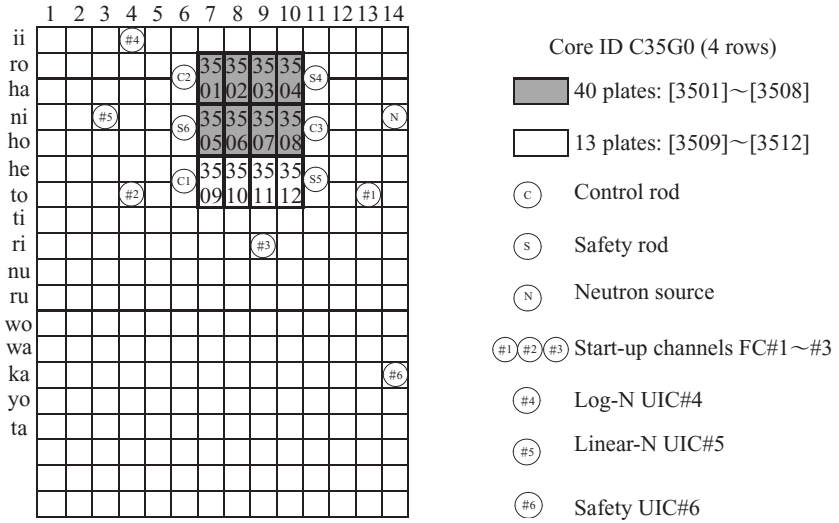 1 2 3 4 5 6 7 8 9 10 11 12 13 14
ii #4
ro 35 35 35 35
C2 S4
ha 01 02 03 04
ni #5 35 35 35 35 N
S6 C3
ho 05 06 07 08
he 35 35 35 35
C1 S5
to #2 09 10 11 12 #1
ti
ri #3
nu
ru
wo
wa
ka #6
yo
ta
Core ID C35G0 (4 rows)
40 plates: [3501]~[3508]
13 plates: [3509]~[3512]
C Control rod
S Safety rod
N Neutron source
#1 #2 #3 Start-up channels FC#1~#3
#4 Log-N UIC#4
#5 Linear-N UIC#5
#6 Safety UIC#6